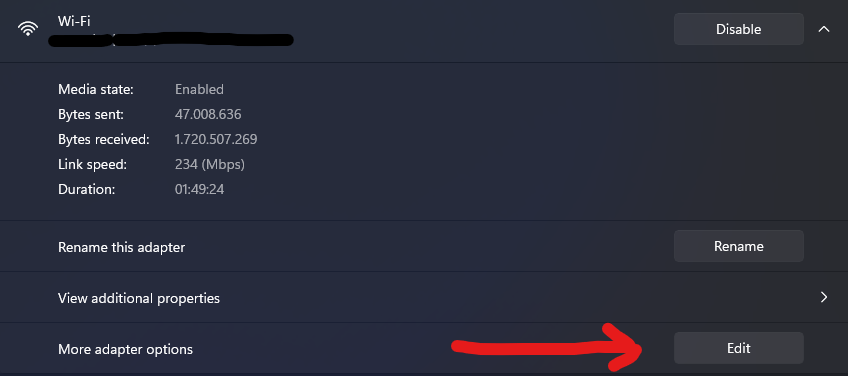 Wi-Fi
Disable
Media state: Enabled
Bytes sent: 47.008.636
Bytes received: 1.720.507.269
Link speed: 234 (Mbps)
Duration: 01:49:24
Rename this adapter Rename
View additional properties
More adapter options Edit